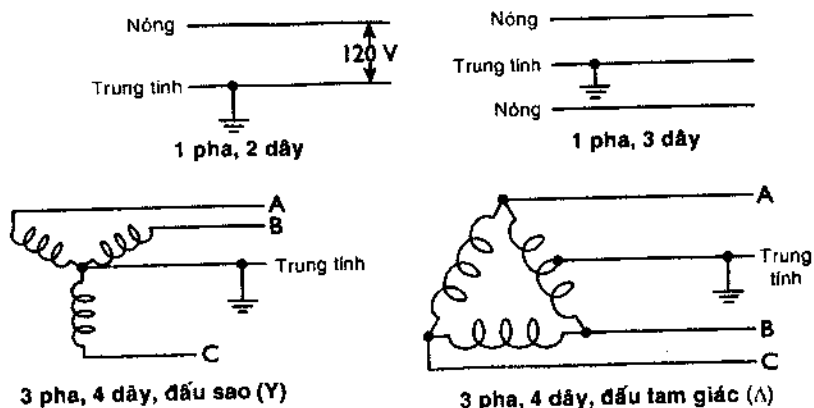 Nóng
120 V
Trung tính
1 pha, 2 dây
Nóng
Trung tính
Nóng
1 pha, 3 dây
A
B
Trung tính
C
3 pha, 4 dây, đấu sao (Y)
A
Trung
tính
B
C
3 pha, 4 dây, đấu tam giác (Δ)